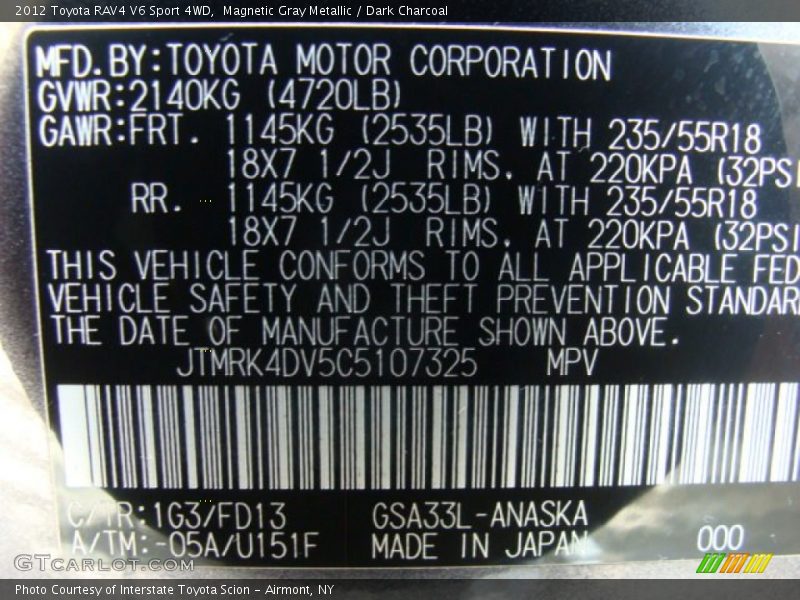 2012 Toyota RAV4 V6 Sport 4WD,  Magnetic Gray Metallic / Dark Charcoal
MFD.BY:TOYOTA MOTOR CORPORATION
GVWR:2140KG (4720LB)
GAWR:FRT. 1145KG (2535LB) WITH 235/55R18
18X7 1/2J RIMS, AT 220KPA (32PSI
RR. 1145KG (2535LB) WITH 235/55R18
18X7 1/2J RIMS, AT 220KPA (32PSI
THIS VEHICLE CONFORMS TO ALL APPLICABLE FED
VEHICLE SAFETY AND THEFT PREVENTION STANDAR
THE DATE OF MANUFACTURE SHOWN ABOVE.
JTMRK4DV5C5107325 MPV
C/TR:1G3/FD13 GSA33L-ANASKA
A/TM:-05A/U151F MADE IN JAPAN
000
GTCarLot.com
Photo Courtesy of Interstate Toyota Scion - Airmont, NY